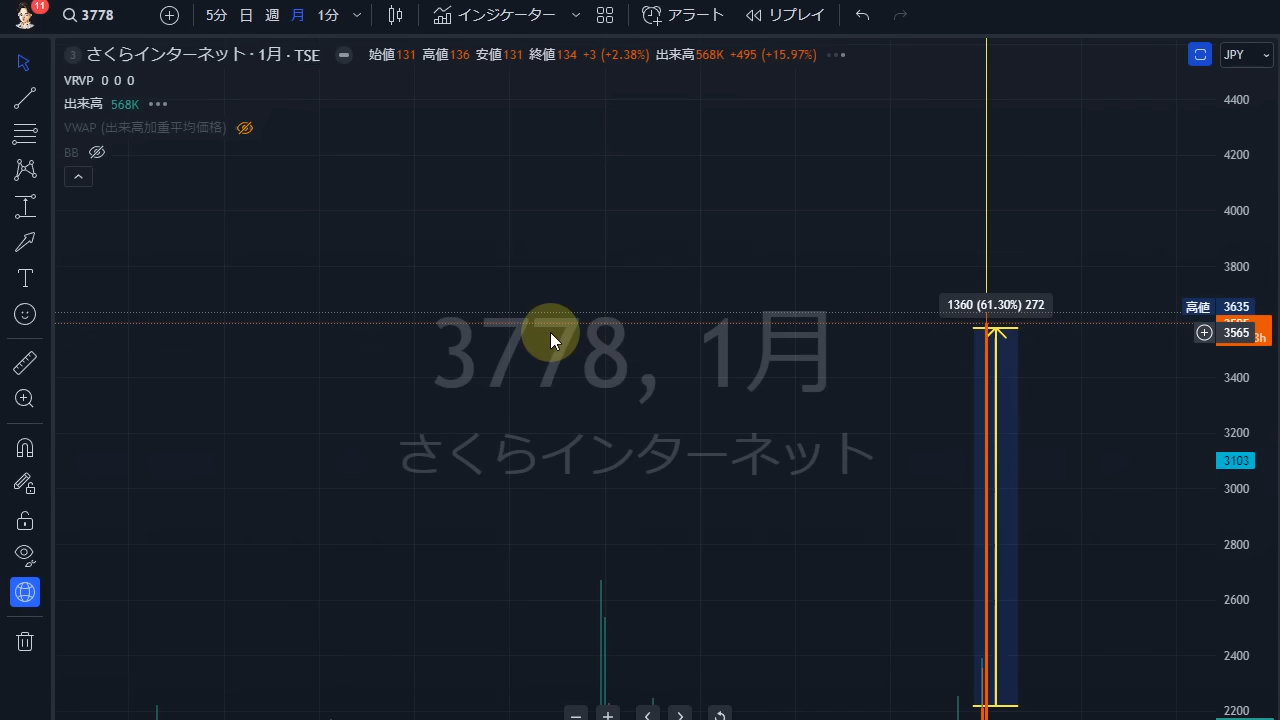 11
3778
5分 日 週 月 1分 インジケーター アラート リプレイ
3 さくらインターネット · 1月 · TSE 始値131 高値136 安値131 終値134 +3 (+2.38%) 出来高568K +495 (+15.97%)
JPY
VRVP 0 0 0
出来高 568K
VWAP (出来高加重平均価格)
BB
4400
4200
4000
3800
1360 (61.30%) 272
高値 3635
3565
3778, 1月
さくらインターネット
3400
3200
3103
3000
2800
2600
2400
2200